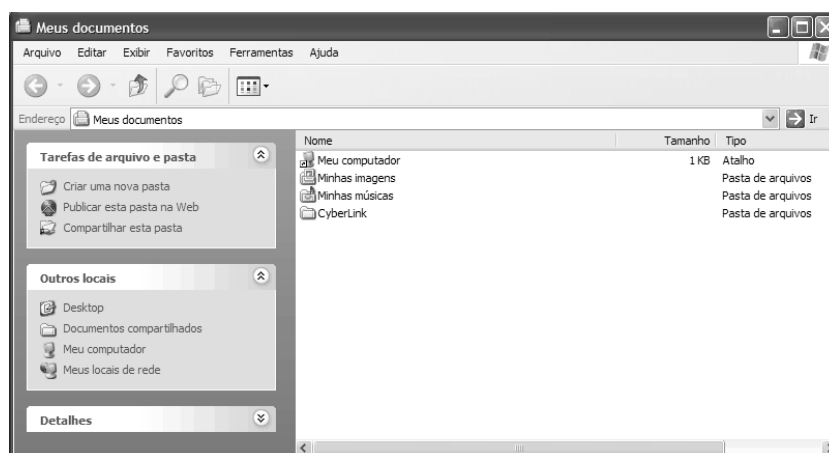 Meus documentos
Arquivo Editar Exibir Favoritos Ferramentas Ajuda
Endereço Meus documentos Ir
Tarefas de arquivo e pasta
Criar uma nova pasta
Publicar esta pasta na Web
Compartilhar esta pasta
Outros locais
Desktop
Documentos compartilhados
Meu computador
Meus locais de rede
Detalhes
Nome Tamanho Tipo
Meu computador 1 KB Atalho
Minhas imagens Pasta de arquivos
Minhas músicas Pasta de arquivos
CyberLink Pasta de arquivos